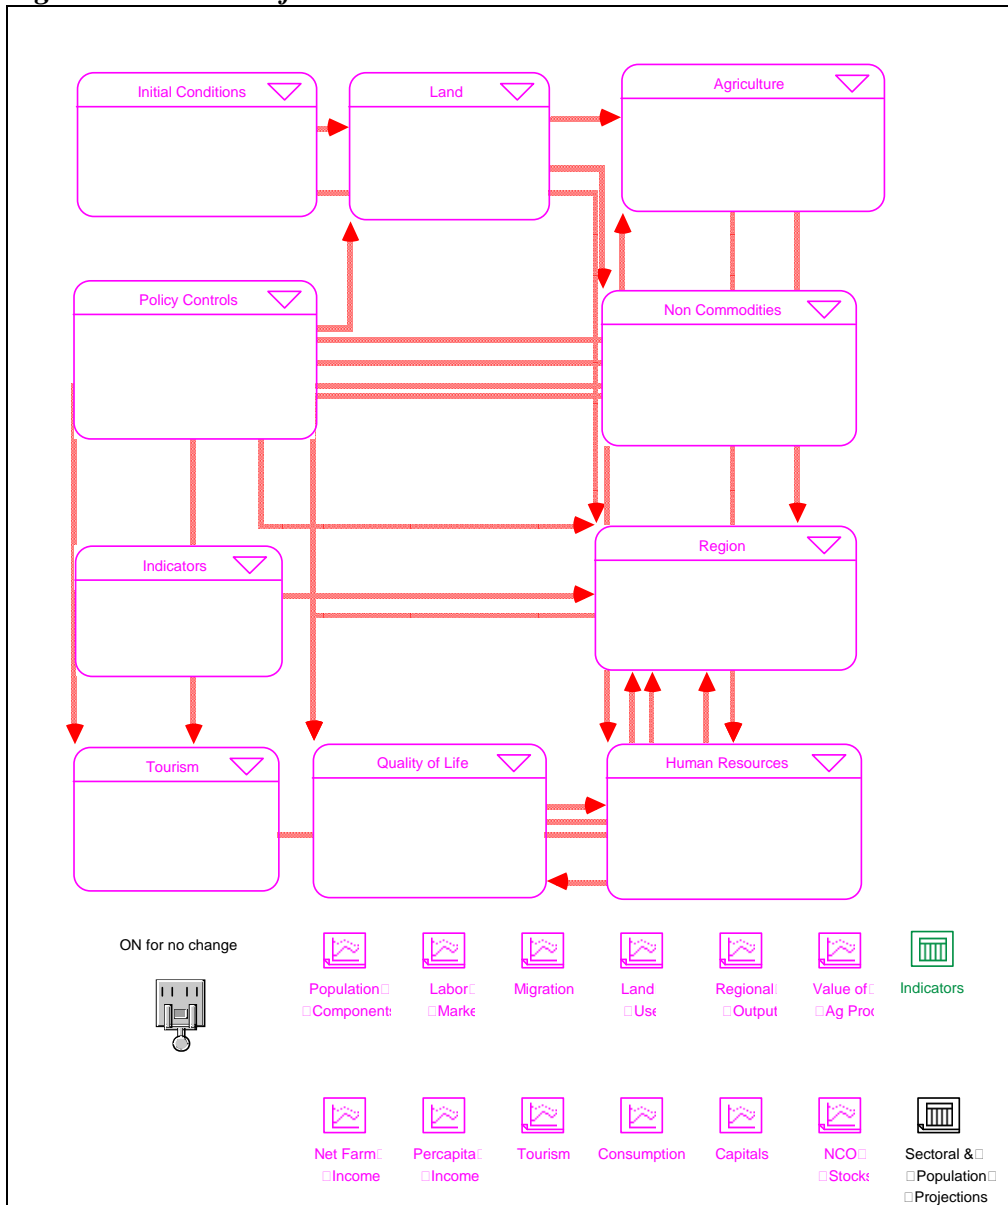 Initial Conditions
Land
Agriculture
Policy Controls
Non Commodities
Indicators
Region
Tourism
Quality of Life
Human Resources
ON for no change
Population
Components
Labor
Marke
Migration
Land
Use
Regional
Output
Value of
Ag Prod
Indicators
Net Farm
Income
Percapita
Income
Tourism
Consumption
Capitals
NCO
Stocks
Sectoral &
Population
Projections